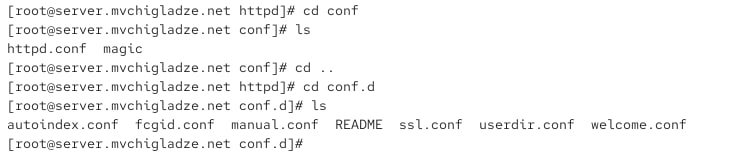 [root@server.mvchigladze.net httpd]# cd conf
[root@server.mvchigladze.net conf]# ls
httpd.conf  magic
[root@server.mvchigladze.net conf]# cd ..
[root@server.mvchigladze.net httpd]# cd conf.d
[root@server.mvchigladze.net conf.d]# ls
autoindex.conf  fcgid.conf  manual.conf  README  ssl.conf  userdir.conf  welcome.conf
[root@server.mvchigladze.net conf.d]#